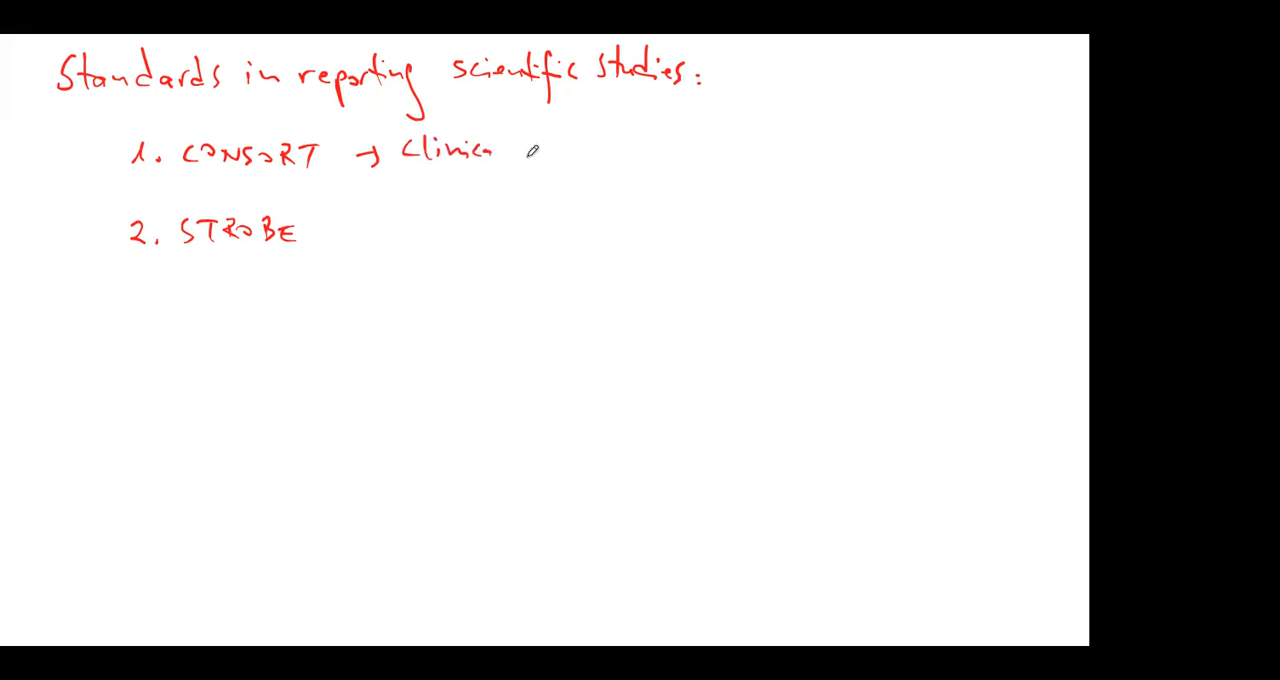 Standards in reporting scientific studies:
1. CONSORT → Clinica
2. STROBE